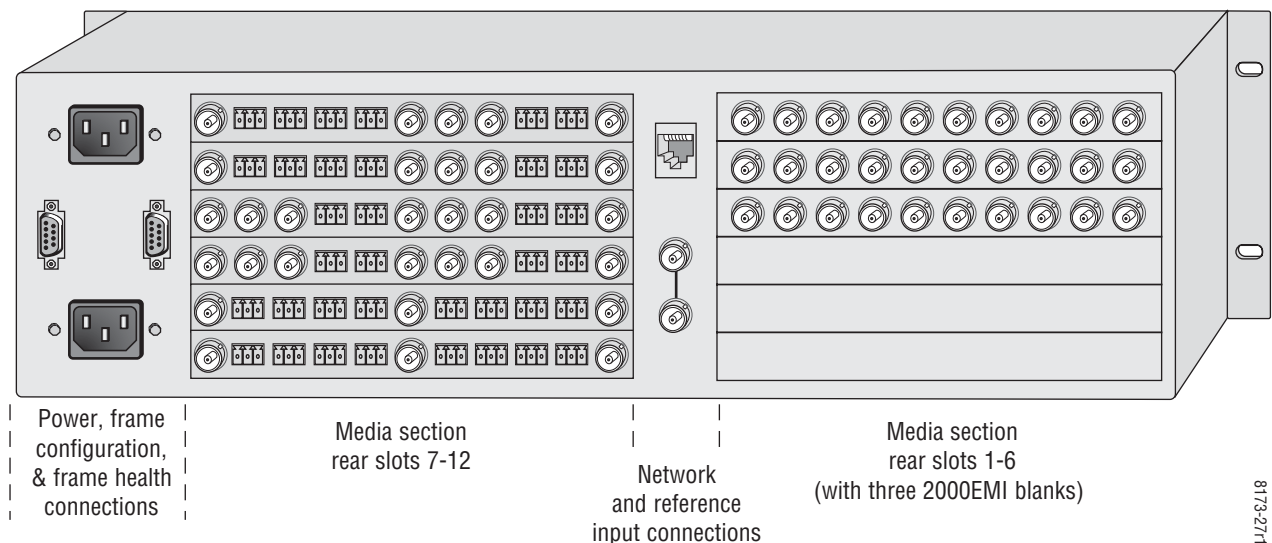 Power, frame
configuration,
& frame health
connections
Media section
rear slots 7-12
Network
and reference
input connections
Media section
rear slots 1-6
(with three 2000EMI blanks)
8173-27r1